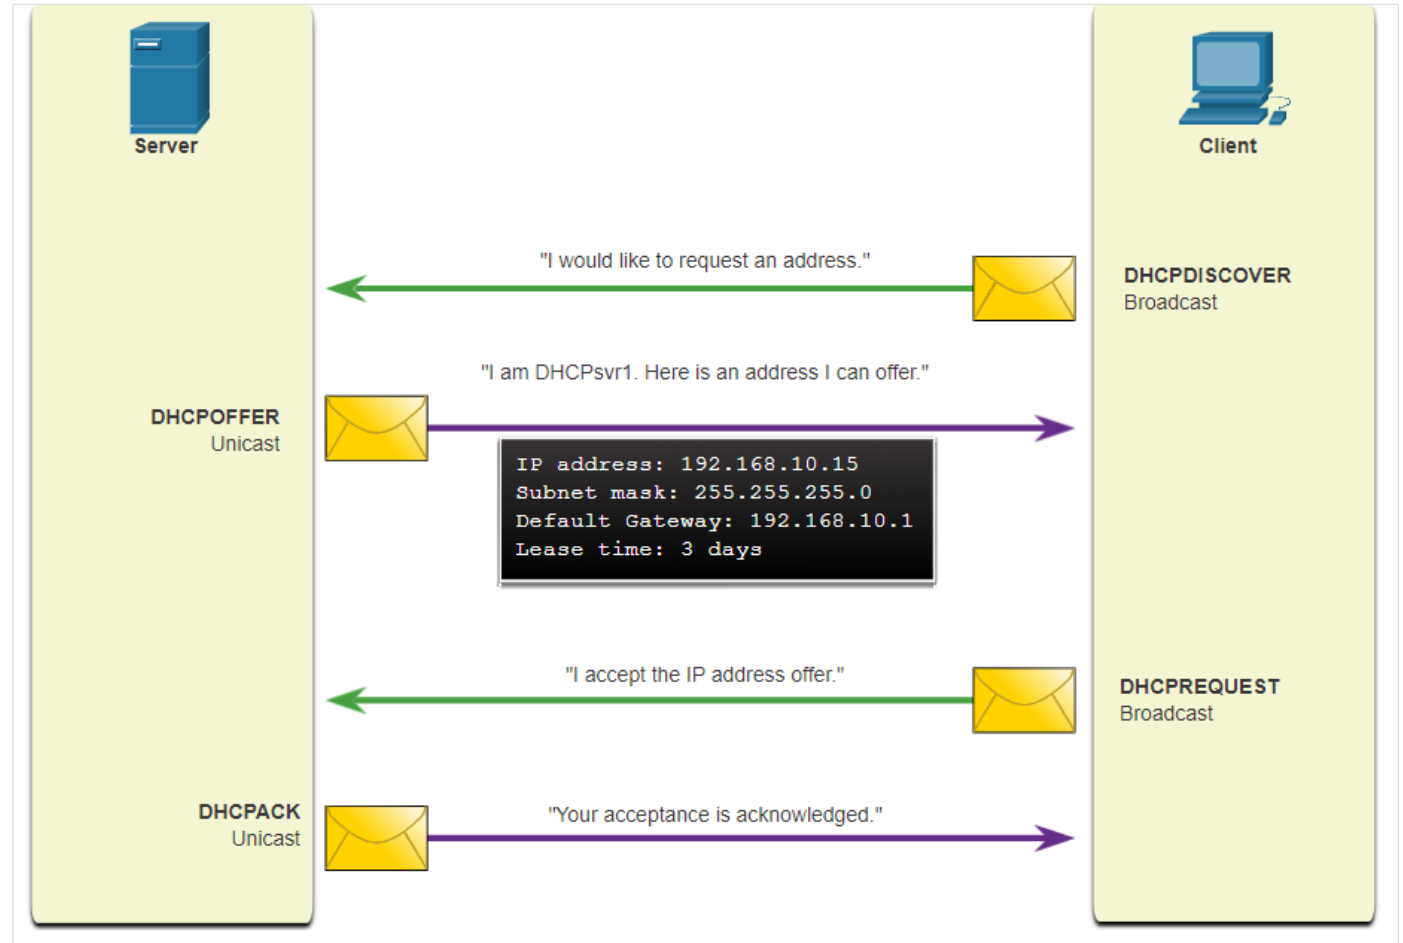 Server
Client
"I would like to request an address."
DHCPDISCOVER
Broadcast
"I am DHCPsvr1. Here is an address I can offer."
DHCPOFFER
Unicast
IP address: 192.168.10.15
Subnet mask: 255.255.255.0
Default Gateway: 192.168.10.1
Lease time: 3 days
"I accept the IP address offer."
DHCPREQUEST
Broadcast
DHCPACK
Unicast
"Your acceptance is acknowledged."